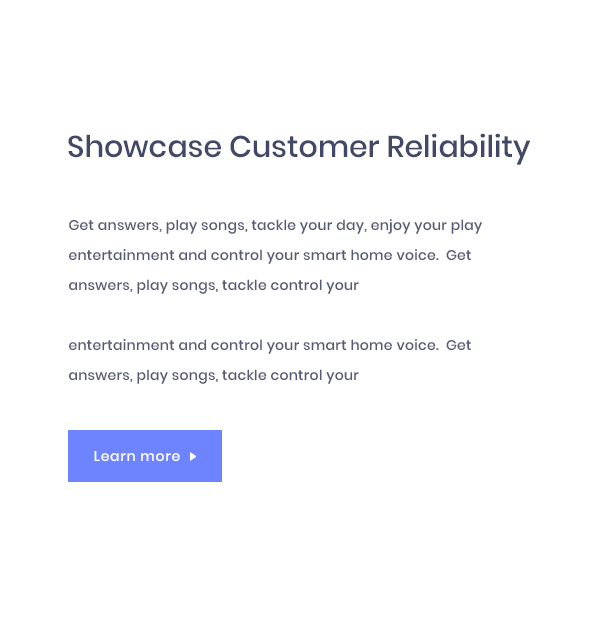 Showcase Customer Reliability
Get answers, play songs, tackle your day, enjoy your play
entertainment and control your smart home voice.  Get
answers, play songs, tackle control your
entertainment and control your smart home voice.  Get
answers, play songs, tackle control your
Learn more